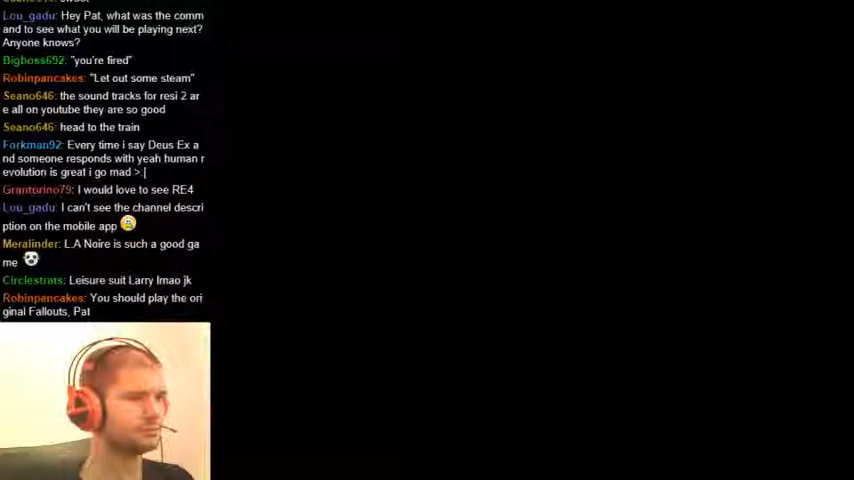 Lou_gadu: Hey Pat, what was the comm
and to see what you will be playing next?
Anyone knows?
Bigboss692: "you're fired"
Robinpancakes: "Let out some steam"
Seano646: the sound tracks for resi 2 ar
e all on youtube they are so good
Seano646: head to the train
Forkman92: Every time i say Deus Ex a
nd someone responds with yeah human r
evolution is great i go mad >:[
Grantorino79: I would love to see RE4
Lou_gadu: I can't see the channel descri
ption on the mobile app
Meralinder: L.A Noire is such a good ga
me
Circlestrats: Leisure suit Larry lmao jk
Robinpancakes: You should play the ori
ginal Fallouts, Pat